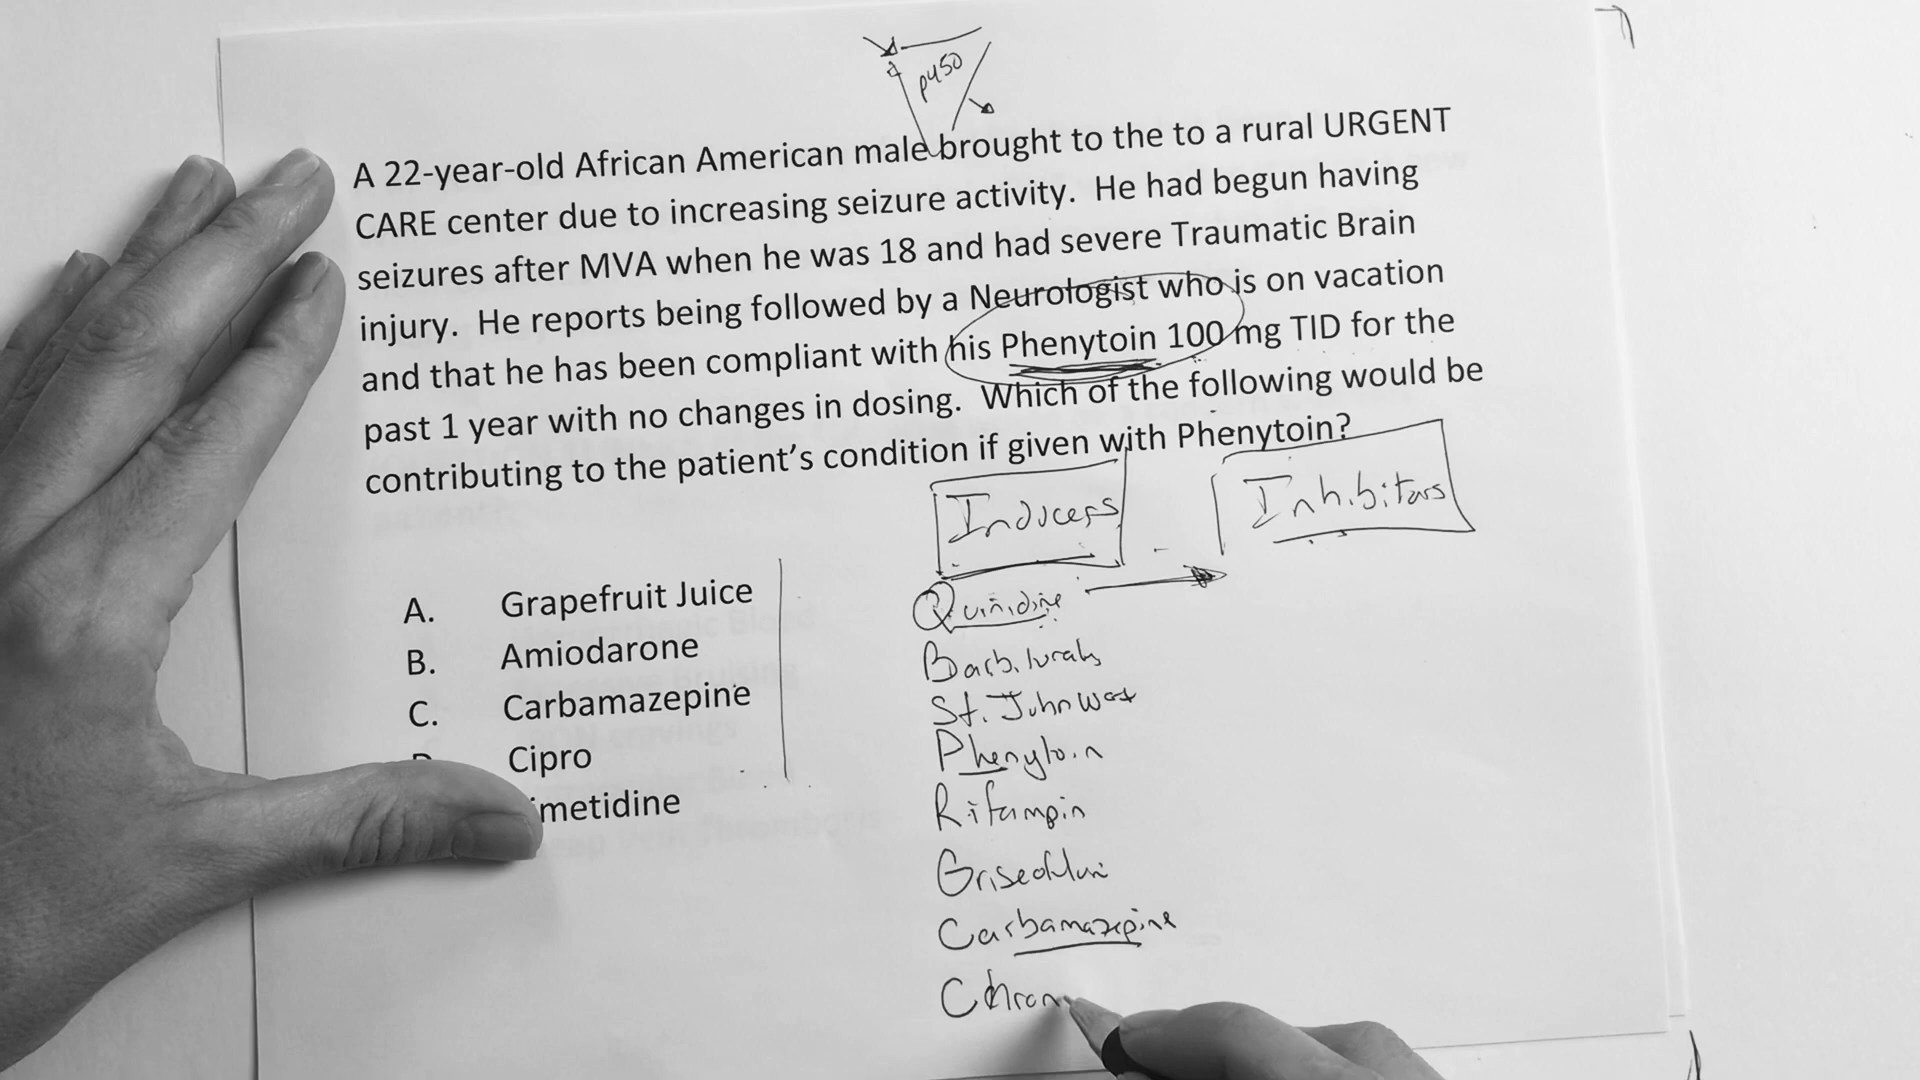 p450
A 22-year-old African American male brought to the to a rural URGENT
CARE center due to increasing seizure activity. He had begun having
seizures after MVA when he was 18 and had severe Traumatic Brain
injury. He reports being followed by a Neurologist who is on vacation
and that he has been compliant with his Phenytoin 100 mg TID for the
past 1 year with no changes in dosing. Which of the following would be
contributing to the patient's condition if given with Phenytoin?
Inducers
Inhibitors
A. Grapefruit Juice
B. Amiodarone
C. Carbamazepine
Cipro
imetidine
Quinidine
St. John
Phenytoin
Rifampin
Carbamazepine
Chron